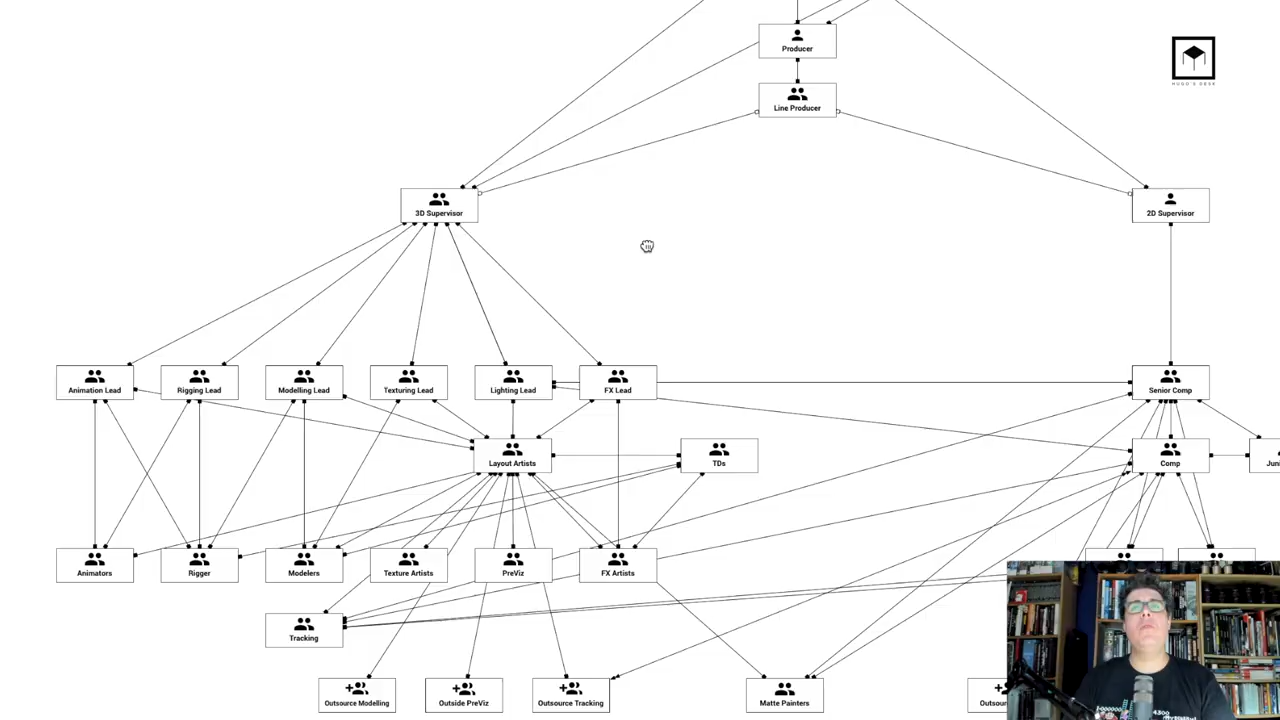 Producer
HUGO'S DESK
Line Producer
3D Supervisor
2D Supervisor
Animation Lead
Rigging Lead
Modelling Lead
Texturing Lead
Lighting Lead
FX Lead
Senior Comp
Layout Artists
TDs
Comp
Animators
Rigger
Modelers
Texture Artists
PreViz
FX Artists
Tracking
Outsource Modelling
Outside PreViz
Outsource Tracking
Matte Painters